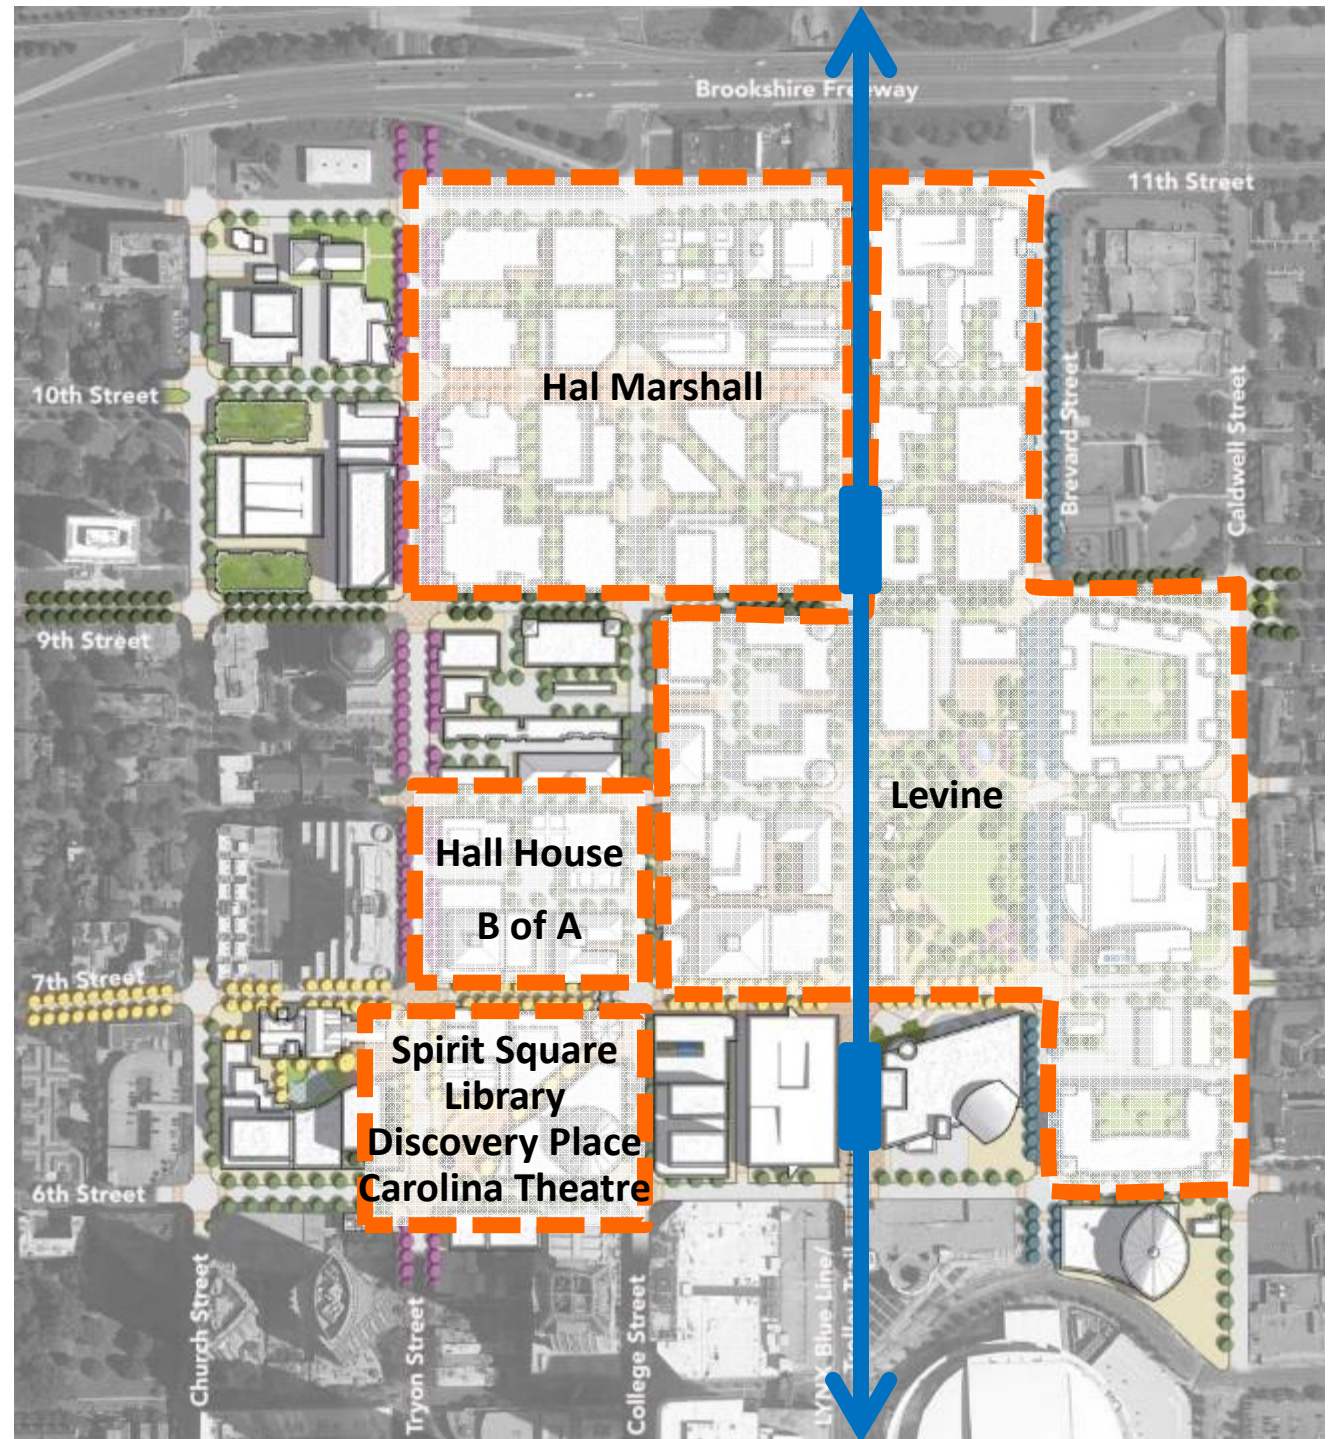 Brookshire Freeway
11th Street
Hal Marshall
10th Street
Brevard Street
Caldwell Street
9th Street
Levine
Hall House
B of A
7th Street
Spirit Square
Library
Discovery Place
Carolina Theatre
6th Street
Church Street
Tryon Street
College Street
LYNX Blue Line/
Trolley Trail